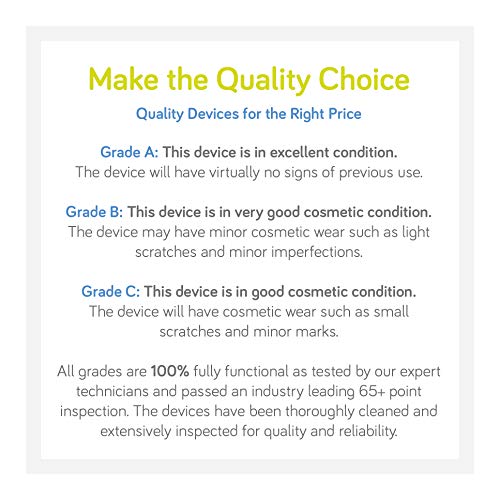 Make the Quality Choice
Quality Devices for the Right Price
Grade A: This device is in excellent condition.
The device will have virtually no signs of previous use.
Grade B: This device is in very good cosmetic condition.
The device may have minor cosmetic wear such as light
scratches and minor imperfections.
Grade C: This device is in good cosmetic condition.
The device will have cosmetic wear such as small
scratches and minor marks.
All grades are 100% fully functional as tested by our expert
technicians and passed an industry leading 65+ point
inspection. The devices have been thoroughly cleaned and
extensively inspected for quality and reliability.